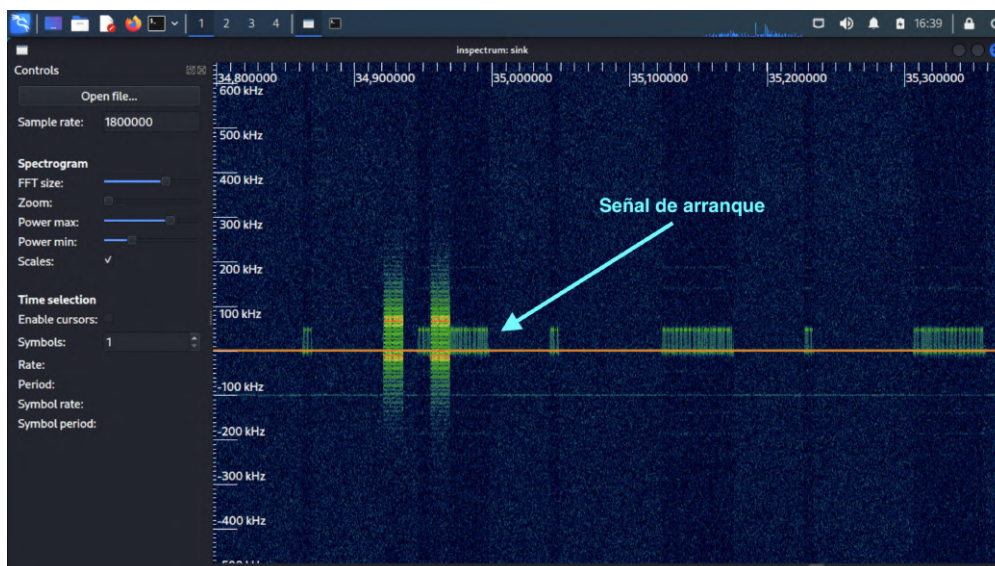 1 2 3 4 16:39
inspectrum: sink
Controls
Open file...
Sample rate: 1800000
Spectrogram
FFT size:
Zoom:
Power max:
Power min:
Scales:
Time selection
Enable cursors:
Symbols: 1
Rate:
Period:
Symbol rate:
Symbol period:
34,800000 34,900000 35,0000000 35,100000 35,200000 35,300000
600 kHz
500 kHz
400 kHz
300 kHz
200 kHz
100 kHz
-100 kHz
-200 kHz
-300 kHz
-400 kHz
Señal de arranque